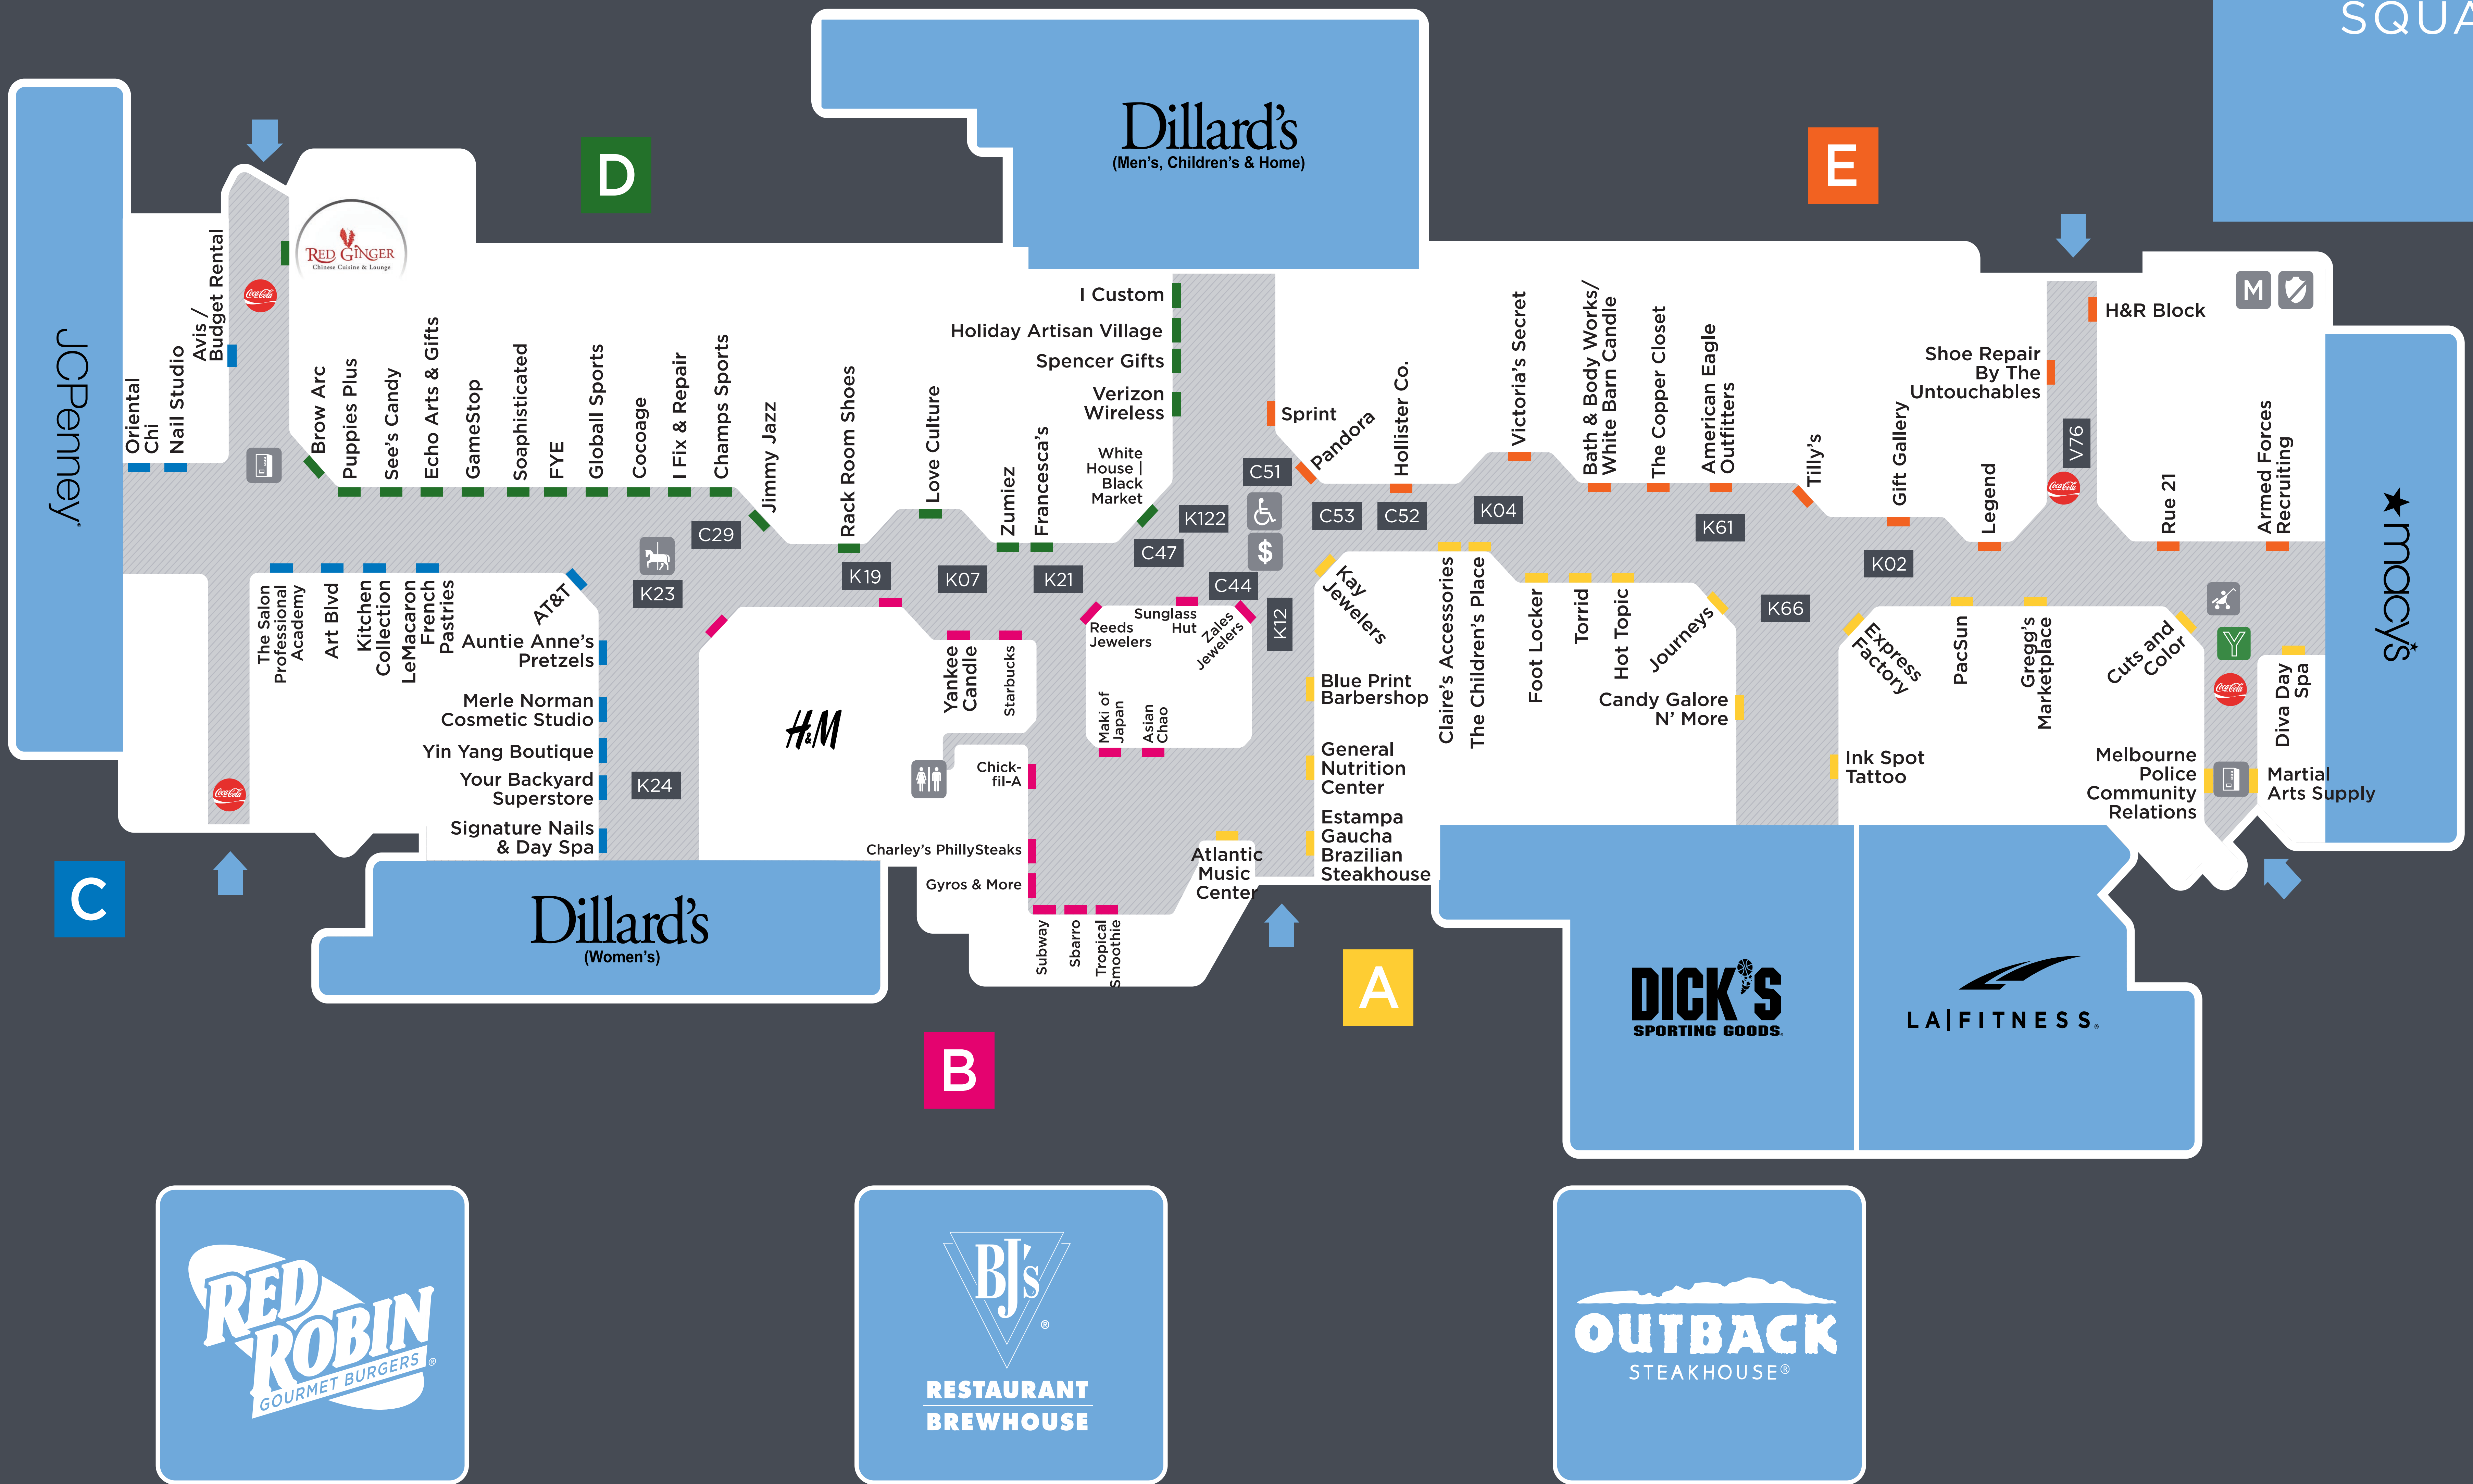 SQUA
Dillard's
(Men's, Children's & Home)
D
E
RED GINGER
Chinese Cuisine & Lounge
JCPenney
Oriental
Chi
Nail Studio
Avis /
Budget Rental
Coca-Cola
Brow Arc
Puppies Plus
See's Candy
Echo Arts & Gifts
GameStop
Soaphisticated
FYE
Globall Sports
Cocoage
I Fix & Repair
Champs Sports
Jimmy Jazz
Rack Room Shoes
Love Culture
Zumiez
Francesca's
I Custom
Holiday Artisan Village
Spencer Gifts
Verizon
Wireless
White
House |
Black
Market
Sprint
Pandora
Hollister Co.
Victoria's Secret
Bath & Body Works/
White Barn Candle
The Copper Closet
American Eagle
Outfitters
Tilly's
Gift Gallery
Legend
Shoe Repair
By The
Untouchables
H&R Block
M
V76
Coca-Cola
Rue 21
Armed Forces
Recruiting
★macy's
C51
K122
C53
C52
K04
K61
C29
C47
$
K02
K19
K07
K21
C44
K23
K12
K66
The Salon
Professional
Academy
Art Blvd
Kitchen
Collection
LeMacaron
French
Pastries
AT&T
Auntie Anne's
Pretzels
Merle Norman
Cosmetic Studio
Yin Yang Boutique
Your Backyard
Superstore
Signature Nails
& Day Spa
K24
Coca-Cola
H&M
Yankee
Candle
Starbucks
Reeds
Jewelers
Sunglass
Hut
Zales
Jewelers
Maki of
Japan
Asian
Chao
Chick-
fil-A
Charley's PhillySteaks
Gyros & More
Subway
Sbarro
Tropical
Smoothie
Atlantic
Music
Center
Kay
Jewelers
Blue Print
Barbershop
General
Nutrition
Center
Estampa
Gaucha
Brazilian
Steakhouse
Claire's Accessories
The Children's Place
Foot Locker
Torrid
Hot Topic
Journeys
Candy Galore
N' More
Express
Factory
Ink Spot
Tattoo
PacSun
Gregg's
Marketplace
Cuts and
Color
Y
Coca-Cola
Diva Day
Spa
Melbourne
Police
Community
Relations
Martial
Arts Supply
C
Dillard's
(Women's)
B
A
DICK'S
SPORTING GOODS.
LA|FITNESS®
RED
ROBIN
GOURMET BURGERS®
BJ's®
RESTAURANT
BREWHOUSE
OUTBACK
STEAKHOUSE®